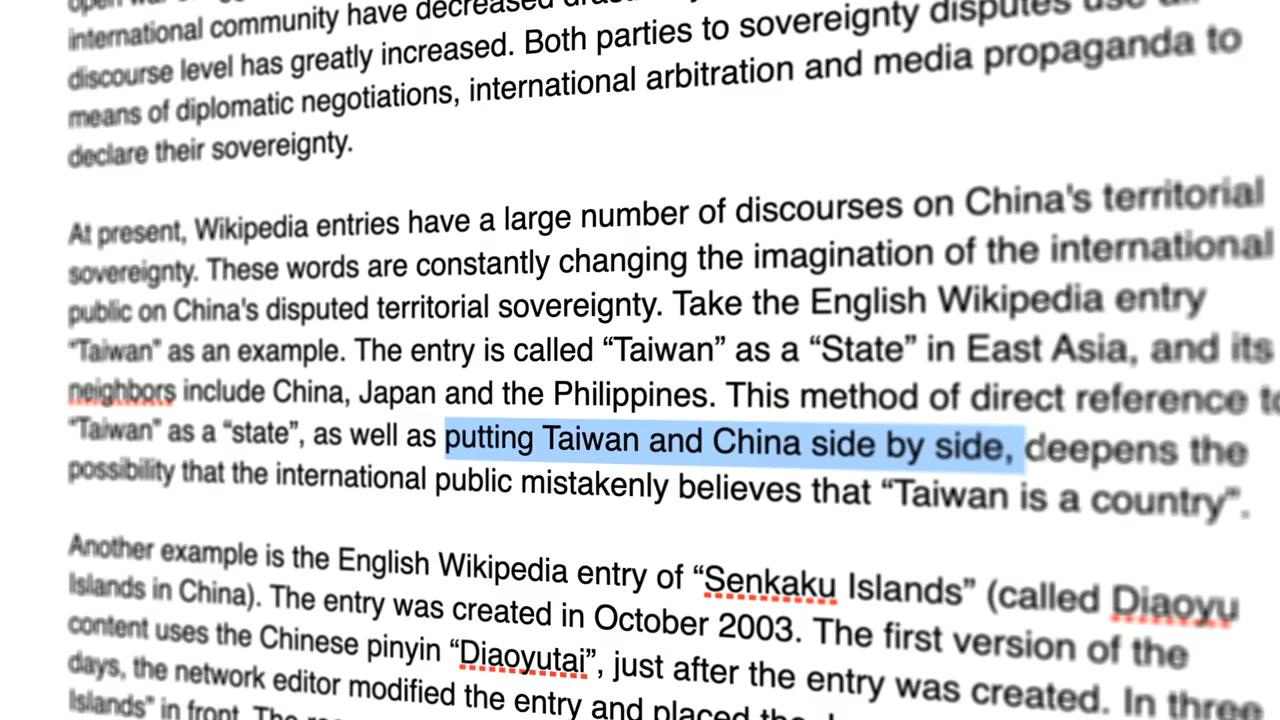 international community have decreased
discourse level has greatly increased. Both parties to sovereignty disputes use all
means of diplomatic negotiations, international arbitration and media propaganda to
declare their sovereignty.
At present, Wikipedia entries have a large number of discourses on China's territorial
sovereignty. These words are constantly changing the imagination of the international
public on China's disputed territorial sovereignty. Take the English Wikipedia entry
“Taiwan” as an example. The entry is called “Taiwan” as a “State” in East Asia, and its
neighbors include China, Japan and the Philippines. This method of direct reference to
“Taiwan” as a “state”, as well as putting Taiwan and China side by side, deepens the
possibility that the international public mistakenly believes that “Taiwan is a country”.
Another example is the English Wikipedia entry of “Senkaku Islands” (called Diaoyu
Islands in China). The entry was created in October 2003. The first version of the
content uses the Chinese pinyin “Diaoyutai”, just after the entry was created. In three
days, the network editor modified the entry and placed the
Islands” in front. The